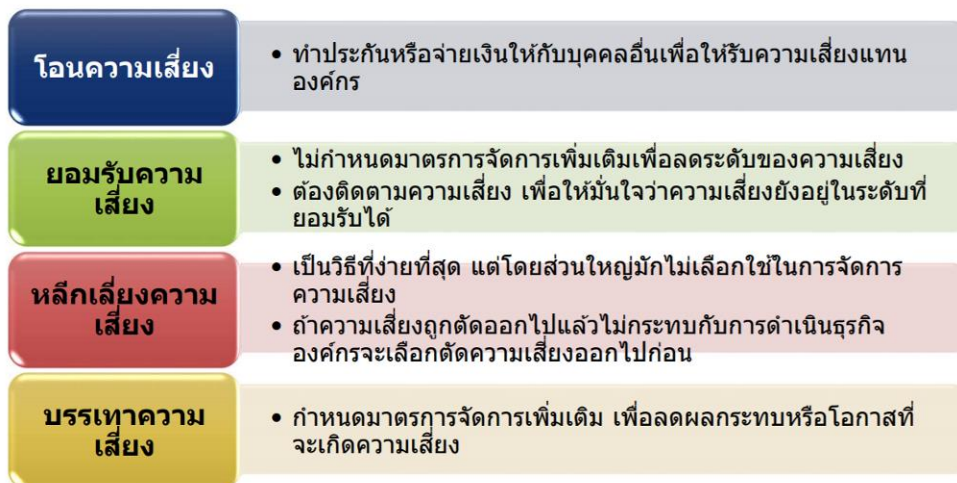 โอนความเสี่ยง
• ทำประกันหรือจ่ายเงินให้กับบุคคลอื่นเพื่อให้รับความเสี่ยงแทน
องค์กร
ยอมรับความ
เสี่ยง
• ไม่กำหนดมาตรการจัดการเพิ่มเติมเพื่อลดระดับของความเสี่ยง
• ต้องติดตามความเสี่ยง เพื่อให้มั่นใจว่าความเสี่ยงยังอยู่ในระดับที่
ยอมรับได้
หลีกเลี่ยงความ
เสี่ยง
• เป็นวิธีที่ง่ายที่สุด แต่โดยส่วนใหญ่มักไม่เลือกใช้ในการจัดการ
ความเสี่ยง
• ถ้าความเสี่ยงถูกตัดออกไปแล้วไม่กระทบกับการดำเนินธุรกิจ
องค์กรจะเลือกตัดความเสี่ยงออกไปก่อน
บรรเทาความ
เสี่ยง
• กำหนดมาตรการจัดการเพิ่มเติม เพื่อลดผลกระทบหรือโอกาสที่
จะเกิดความเสี่ยง